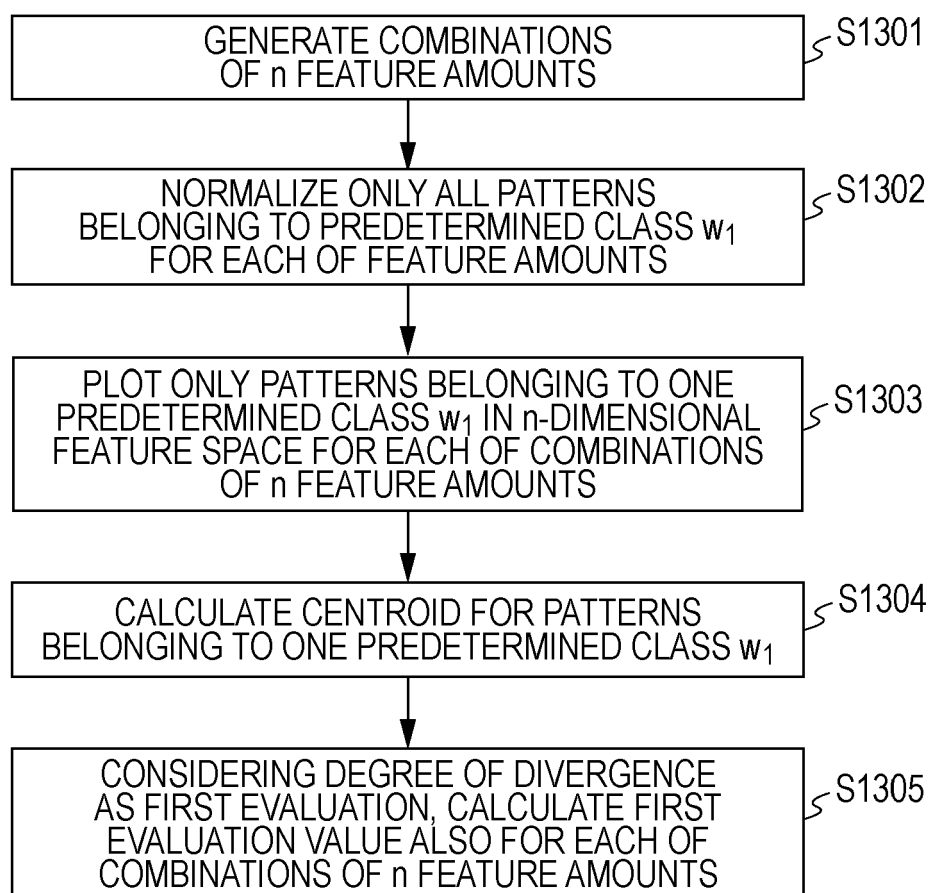 GENERATE COMBINATIONS
OF n FEATURE AMOUNTS
S1301
NORMALIZE ONLY ALL PATTERNS
BELONGING TO PREDETERMINED CLASS w₁
FOR EACH OF FEATURE AMOUNTS
S1302
PLOT ONLY PATTERNS BELONGING TO ONE
PREDETERMINED CLASS w₁ IN n-DIMENSIONAL
FEATURE SPACE FOR EACH OF COMBINATIONS
OF n FEATURE AMOUNTS
S1303
CALCULATE CENTROID FOR PATTERNS
BELONGING TO ONE PREDETERMINED CLASS w₁
S1304
CONSIDERING DEGREE OF DIVERGENCE
AS FIRST EVALUATION, CALCULATE FIRST
EVALUATION VALUE ALSO FOR EACH OF
COMBINATIONS OF n FEATURE AMOUNTS
S1305